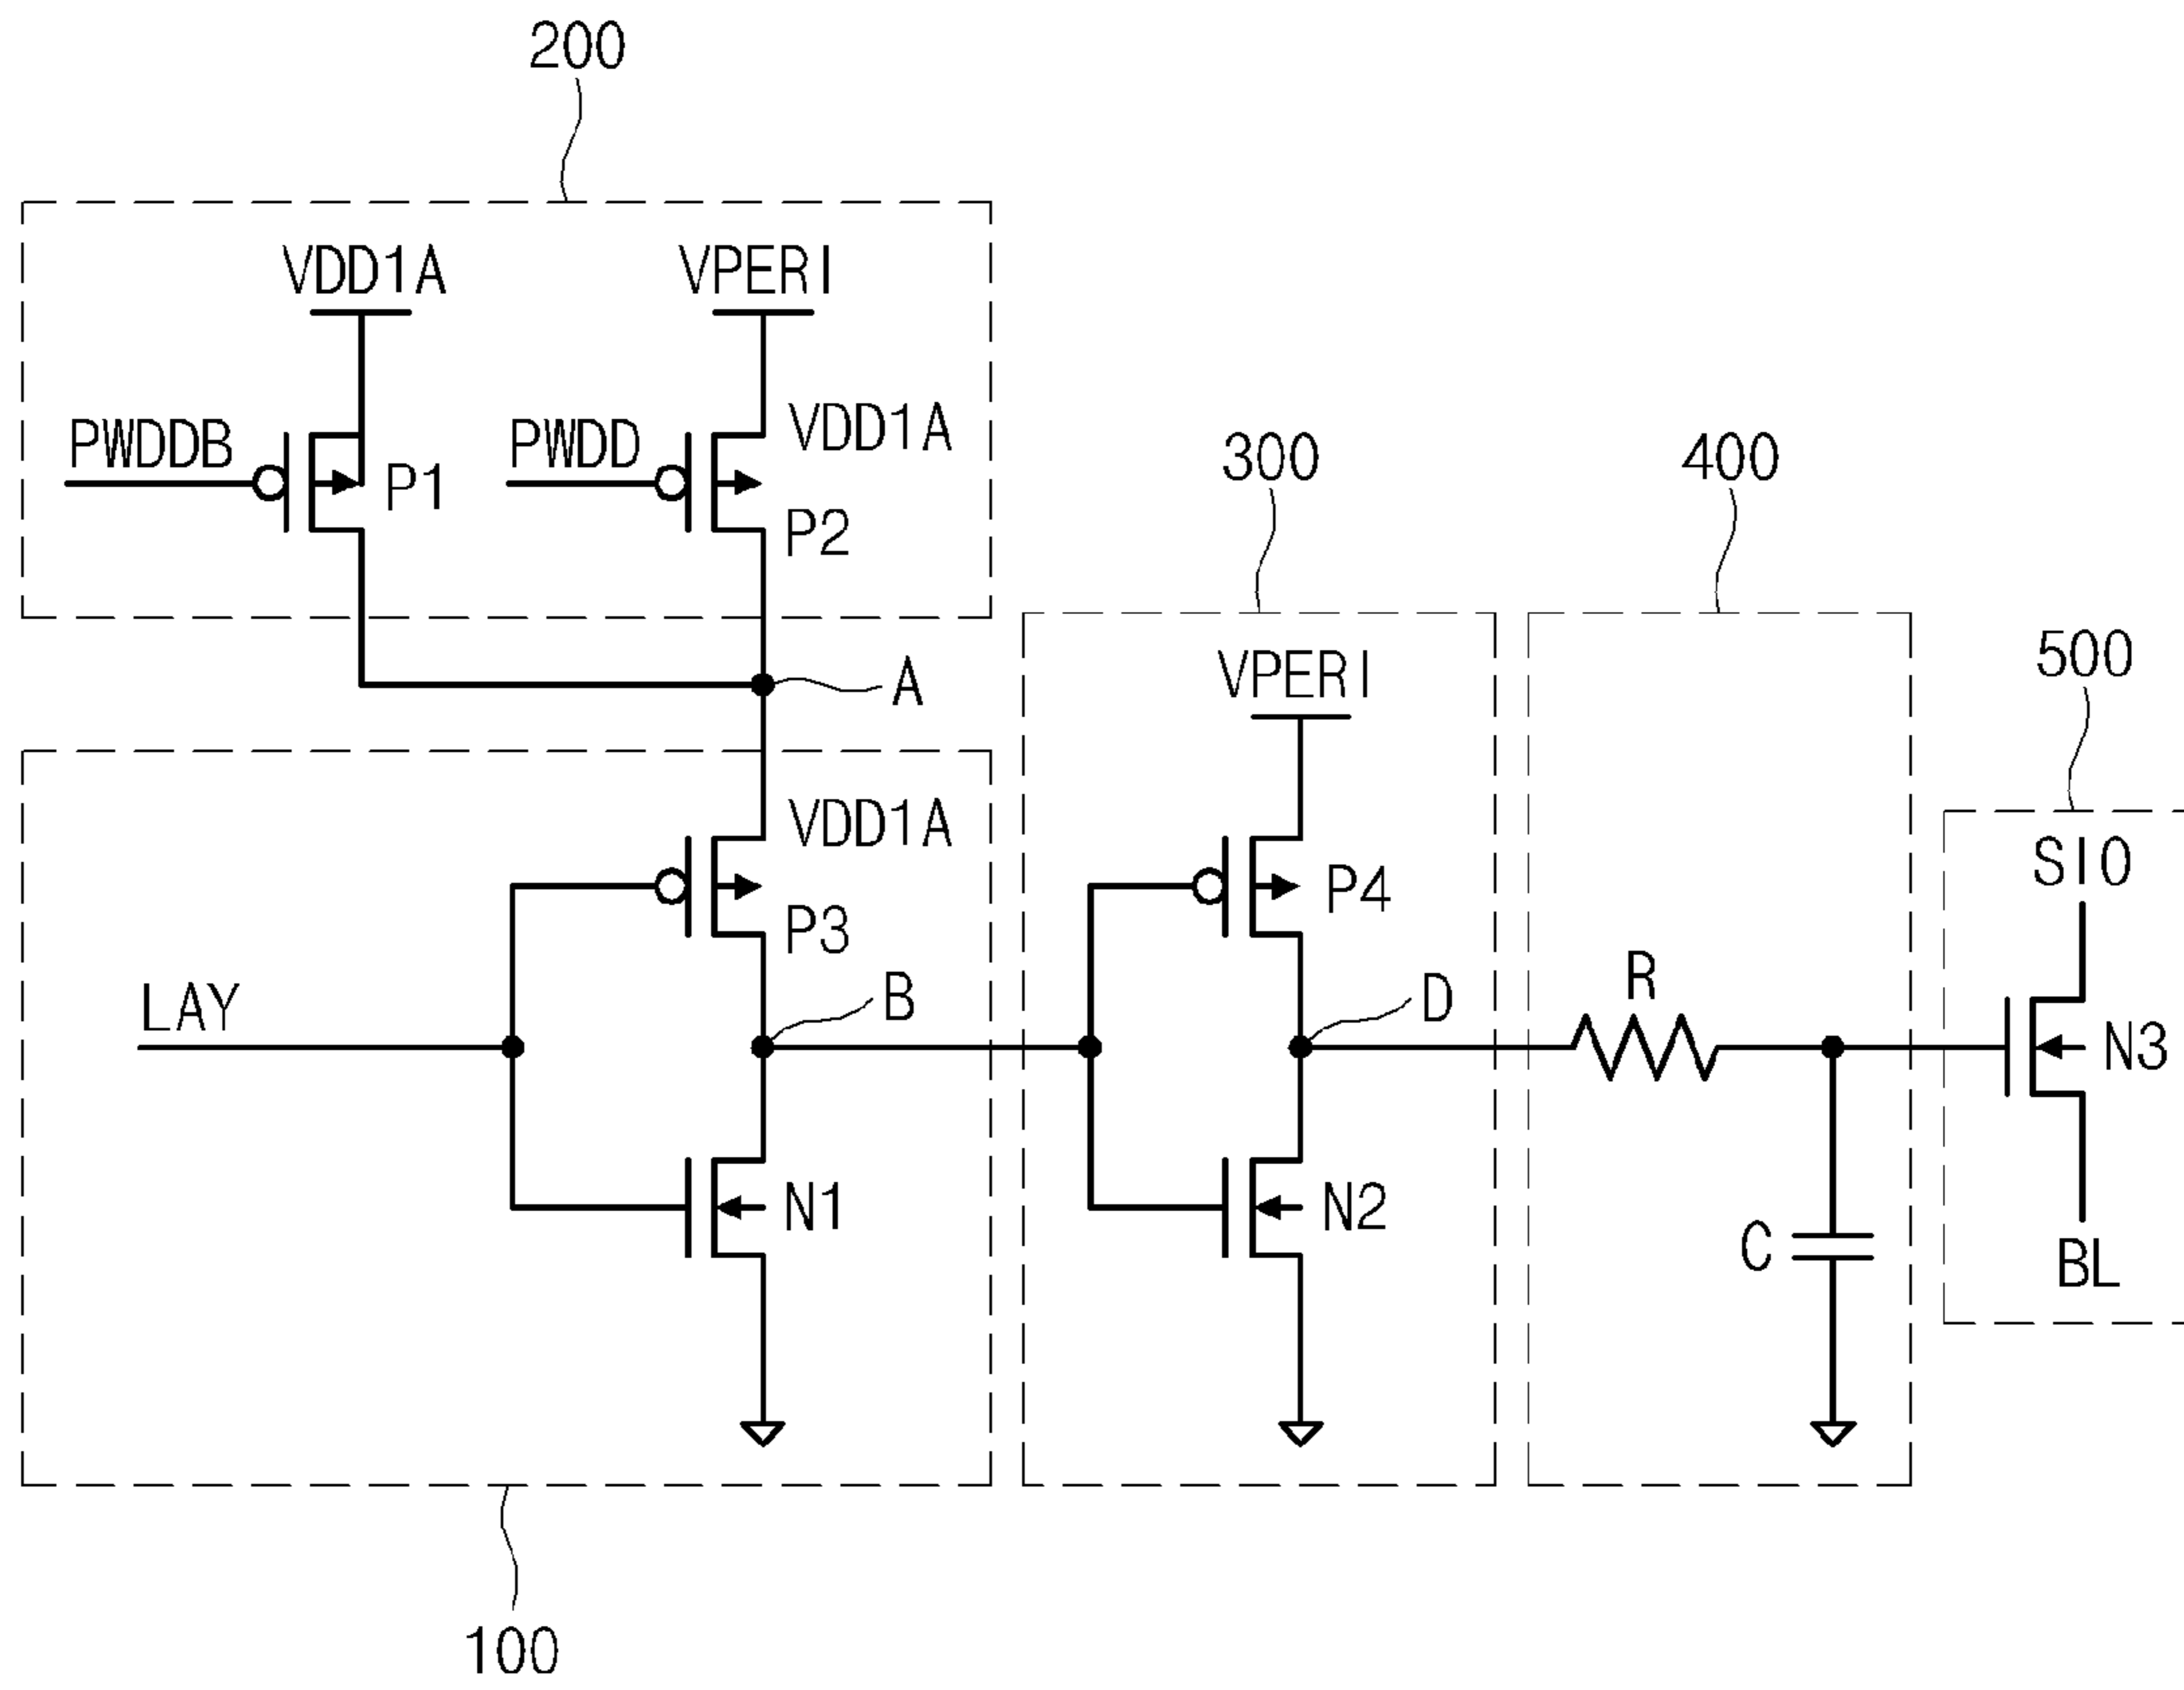 200
VDD1A
VPERI
PWDDB
P1
PWDD
VDD1A
P2
300
400
A
VPERI
500
VDD1A
P3
P4
SIO
LAY
B
D
R
N3
N1
N2
C
BL
100